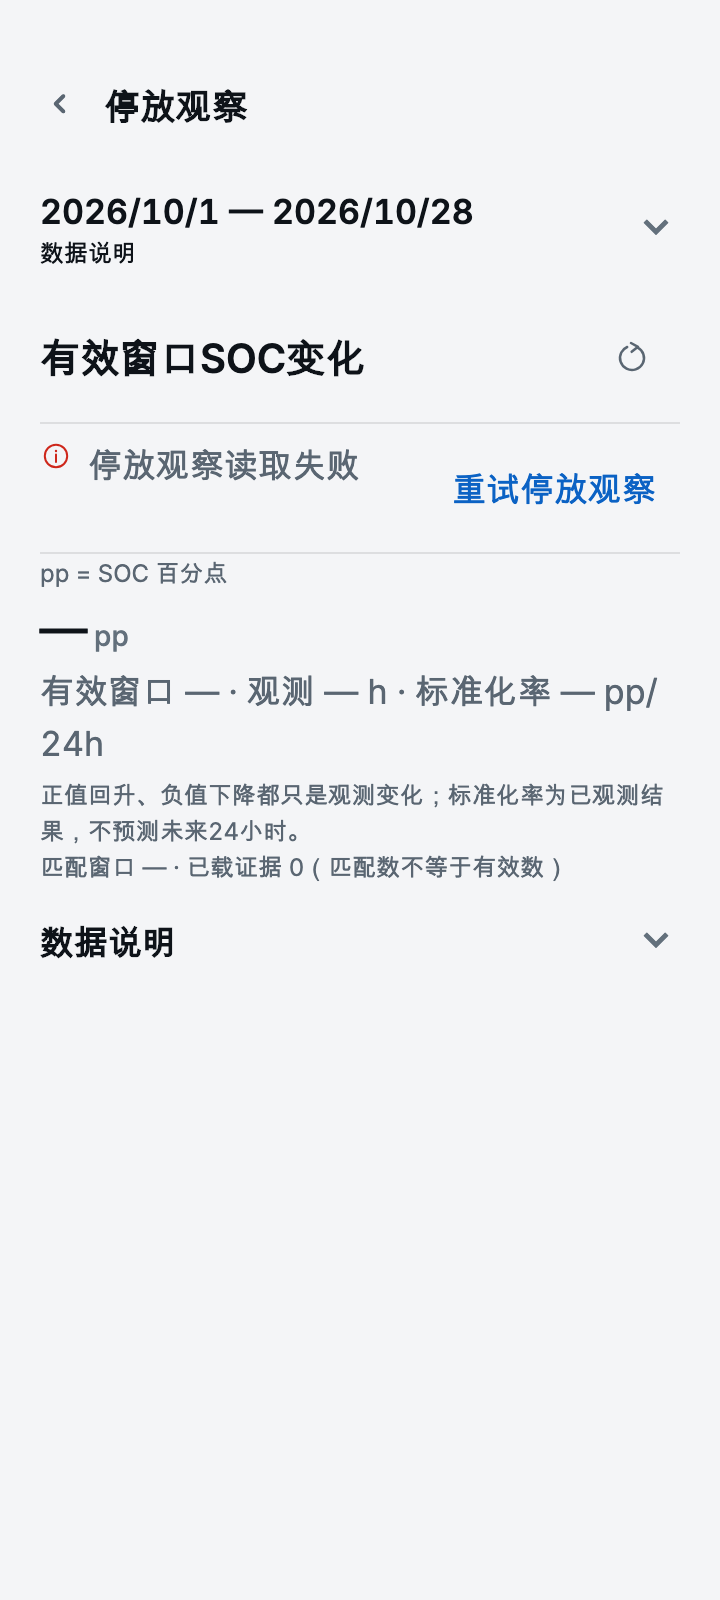 停放观察
2026/10/1 — 2026/10/28
数据说明
有效窗口SOC变化
停放观察读取失败
重试停放观察
pp = SOC 百分点
— pp
有效窗口 — · 观测 — h · 标准化率 — pp/
24h
正值回升、负值下降都只是观测变化；标准化率为已观测结
果，不预测未来24小时。
匹配窗口 — · 已载证据 0（匹配数不等于有效数）
数据说明